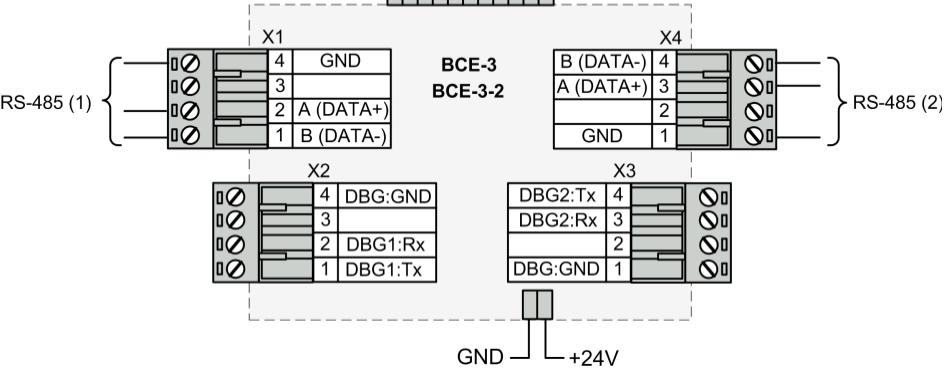 X1 X4
4 GND BCE-3 B (DATA-) 4
3 BCE-3-2 A (DATA+) 3
RS-485 (1) RS-485 (2)
2 A (DATA+) 2
1 B (DATA-) GND 1
X2 X3
4 DBG:GND DBG2:Tx 4
3 DBG2:Rx 3
2 DBG1:Rx 2
1 DBG1:Tx DBG:GND 1
GND +24V